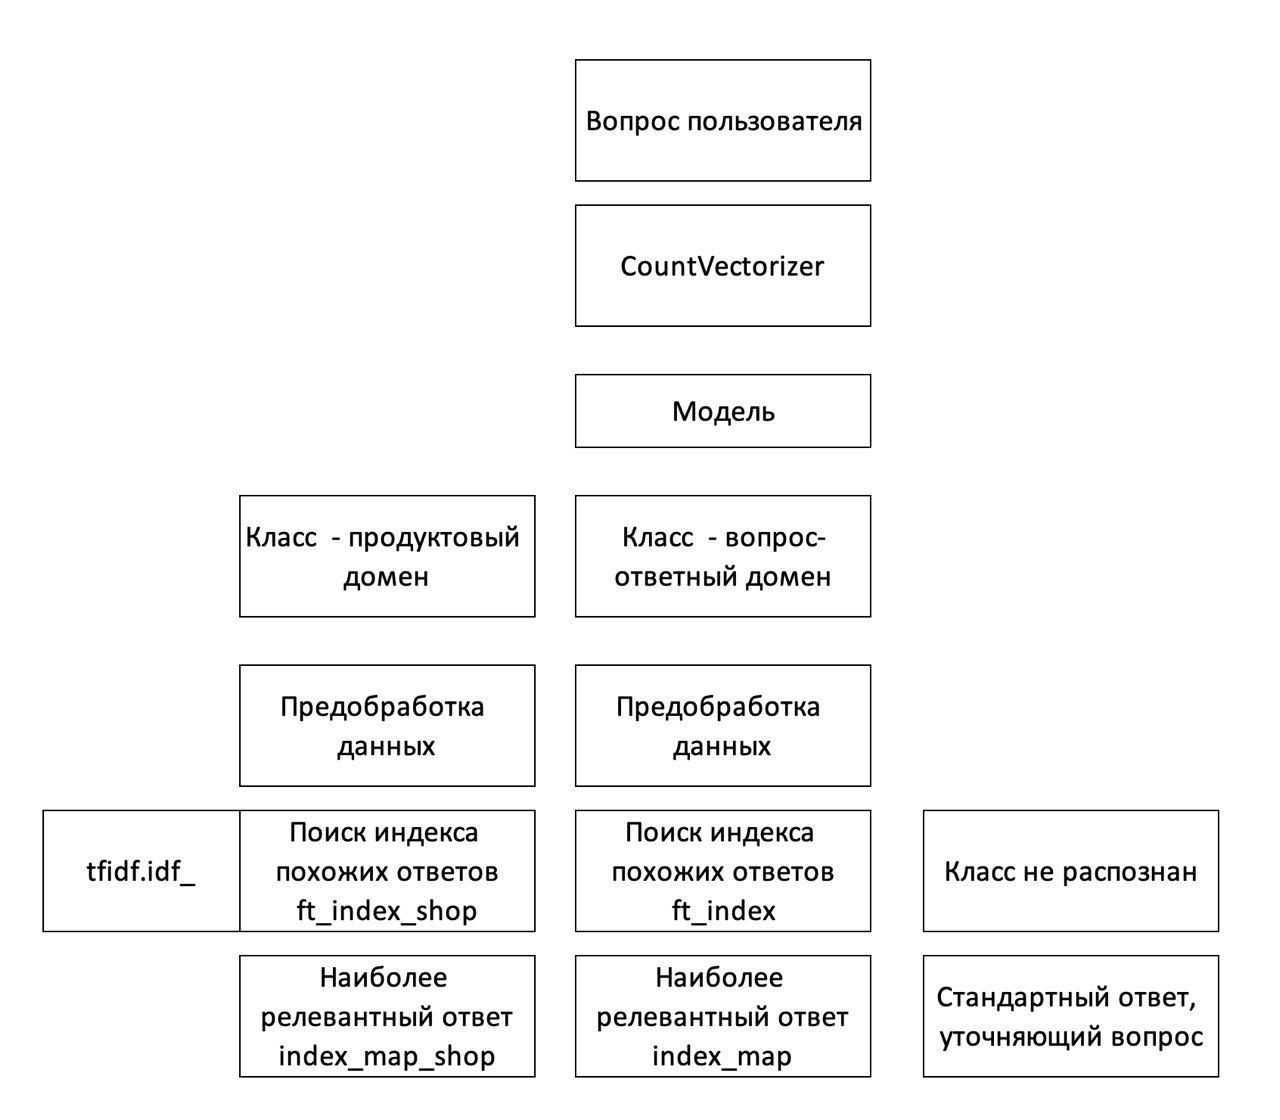 Вопрос пользователя
CountVectorizer
Модель
Класс - продуктовый
домен
Класс - вопрос-
ответный домен
Предобработка
данных
Предобработка
данных
tfidf.idf_
Поиск индекса
похожих ответов
ft_index_shop
Поиск индекса
похожих ответов
ft_index
Класс не распознан
Наиболее
релевантный ответ
index_map_shop
Наиболее
релевантный ответ
index_map
Стандартный ответ,
уточняющий вопрос